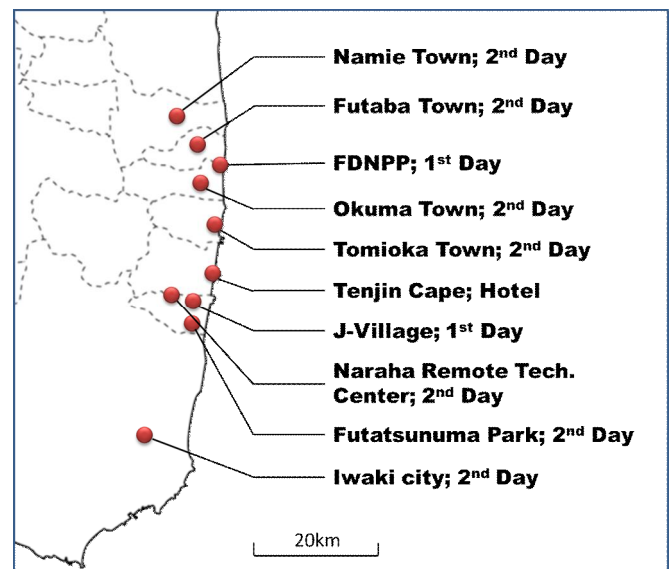 Namie Town; 2nd Day
Futaba Town; 2nd Day
FDNPP; 1st Day
Okuma Town; 2nd Day
Tomioka Town; 2nd Day
Tenjin Cape; Hotel
J-Village; 1st Day
Naraha Remote Tech.
Center; 2nd Day
Futatsunuma Park; 2nd Day
Iwaki city; 2nd Day
20km